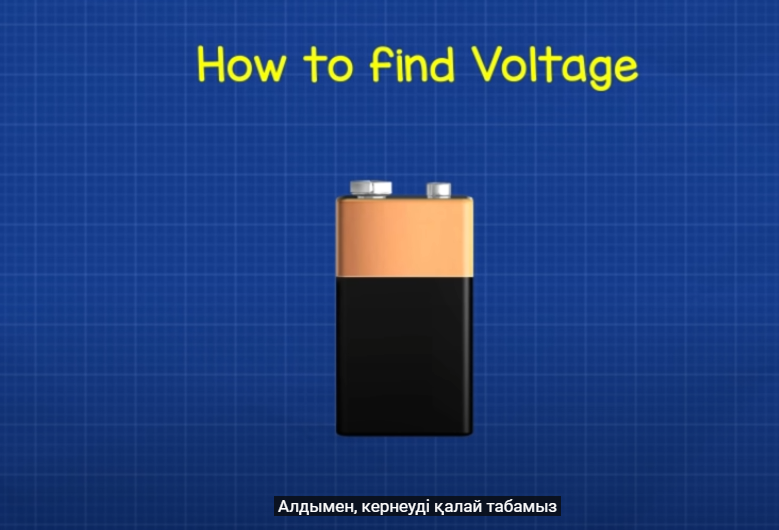 How to find Voltage
Алдымен, кернеуді қалай табамыз